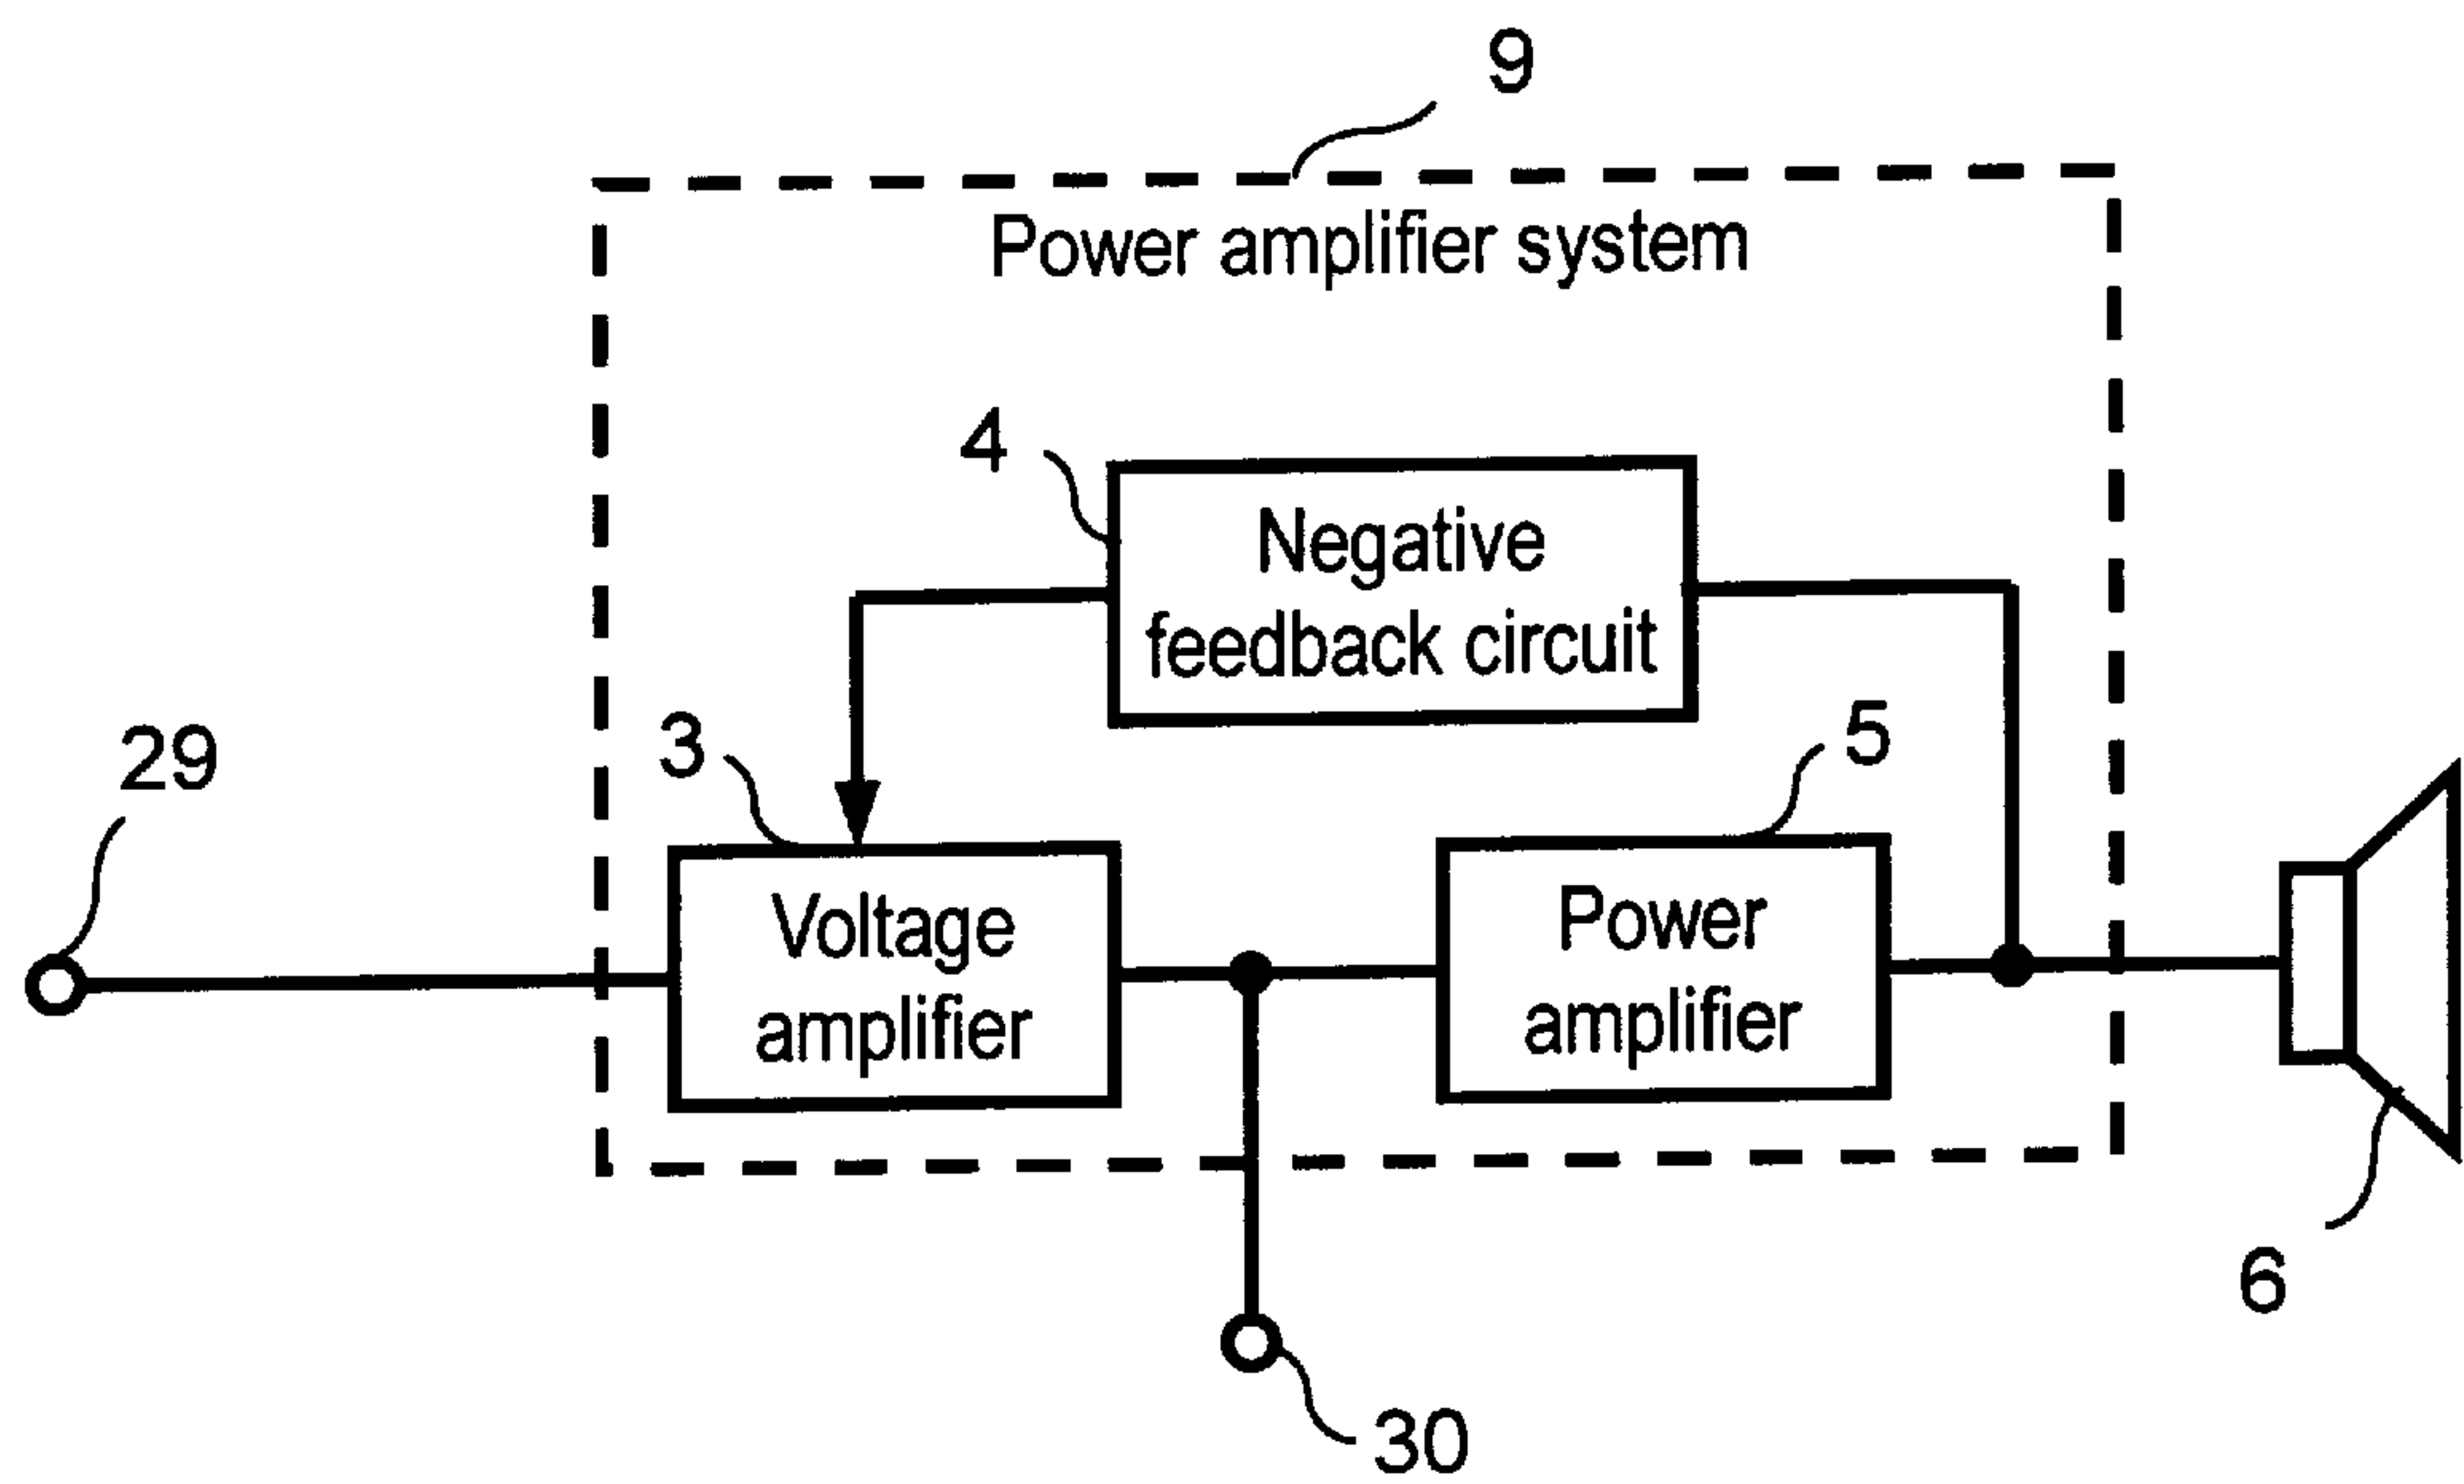 9
Power amplifier system
4
Negative
feedback circuit
29
3
5
Voltage
amplifier
Power
amplifier
6
30